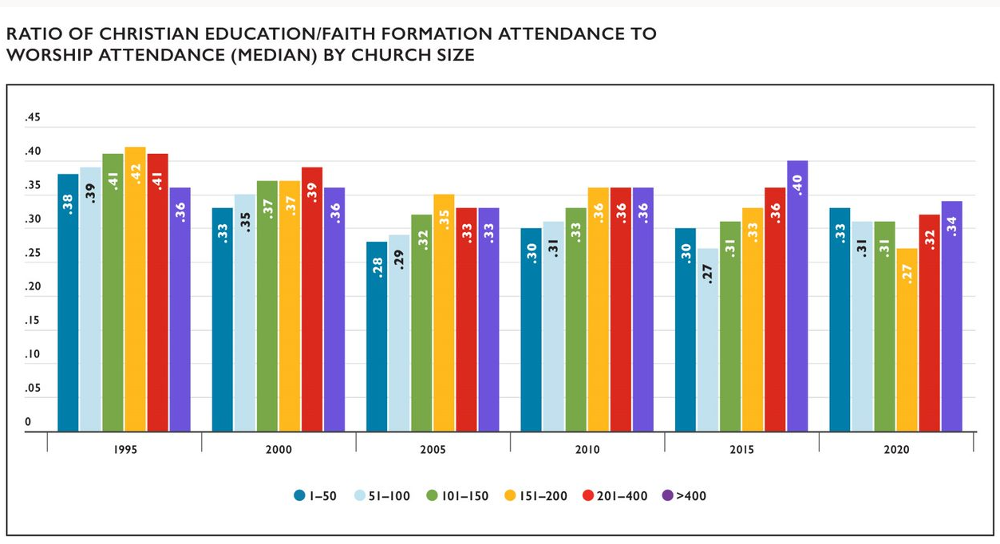 RATIO OF CHRISTIAN EDUCATION/FAITH FORMATION ATTENDANCE TO
WORSHIP ATTENDANCE (MEDIAN) BY CHURCH SIZE
.45
.40
.35
.30
.25
.20
.15
.10
.05
0
.38 .39 .41 .42 .41 .36
.33 .35 .37 .37 .39 .36
.28 .29 .32 .35 .33 .33
.30 .31 .33 .36 .36 .36
.30 .27 .31 .33 .36 .40
.33 .31 .31 .27 .32 .34
1995 2000 2005 2010 2015 2020
1–50 51–100 101–150 151–200 201–400 >400